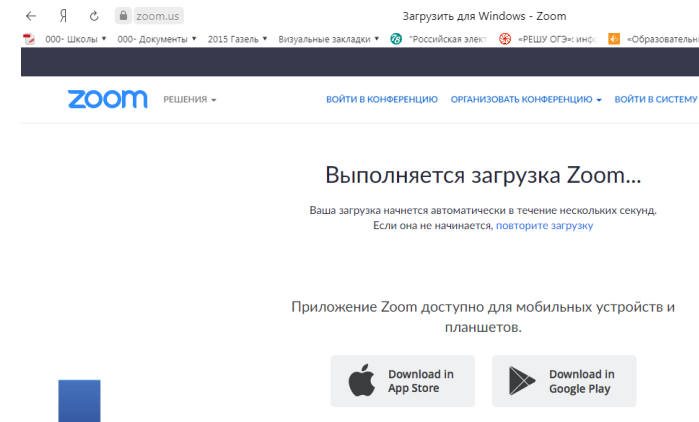 Я zoom.us Загрузить для Windows - Zoom
000- Школы 000- Документы 2015 Газель Визуальные закладки "Российская элект «РЕШУ ОГЭ»: инфо «Образовательн
zoom РЕШЕНИЯ ВОЙТИ В КОНФЕРЕНЦИЮ ОРГАНИЗОВАТЬ КОНФЕРЕНЦИЮ ВОЙТИ В СИСТЕМУ
Выполняется загрузка Zoom...
Ваша загрузка начнется автоматически в течение нескольких секунд.
Если она не начинается, повторите загрузку
Приложение Zoom доступно для мобильных устройств и
планшетов.
Download in
App Store
Download in
Google Play